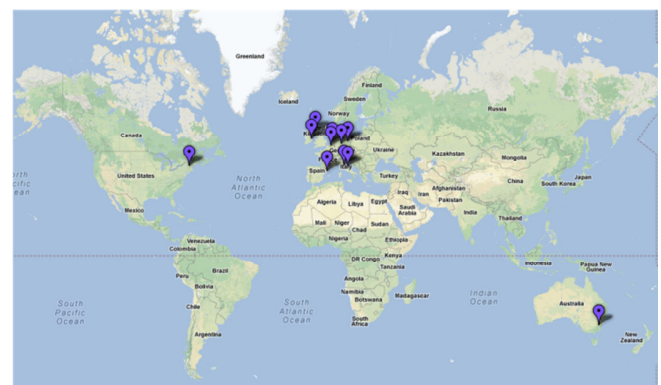 Greenland
Iceland
Finland
Sweden
Norway
Russia
Canada
Poland
Ukraine
Kazakhstan
Mongolia
United States
North
Atlantic
Ocean
Spain
Italy
Turkey
China
Japan
South Korea
Iraq
Iran
Afghanistan
Pakistan
Mexico
Algeria
Libya
Egypt
Saudi
Arabia
India
Thailand
Mali
Niger
Chad
Sudan
Nigeria
Ethiopia
Venezuela
Colombia
Kenya
DR Congo
Tanzania
Indonesia
Papua New
Guinea
Peru
Brazil
Bolivia
Angola
Namibia
Botswana
Madagascar
South
Pacific
Ocean
Chile
South
Atlantic
Ocean
Indian
Ocean
Australia
South
Africa
Argentina
New
Zealand